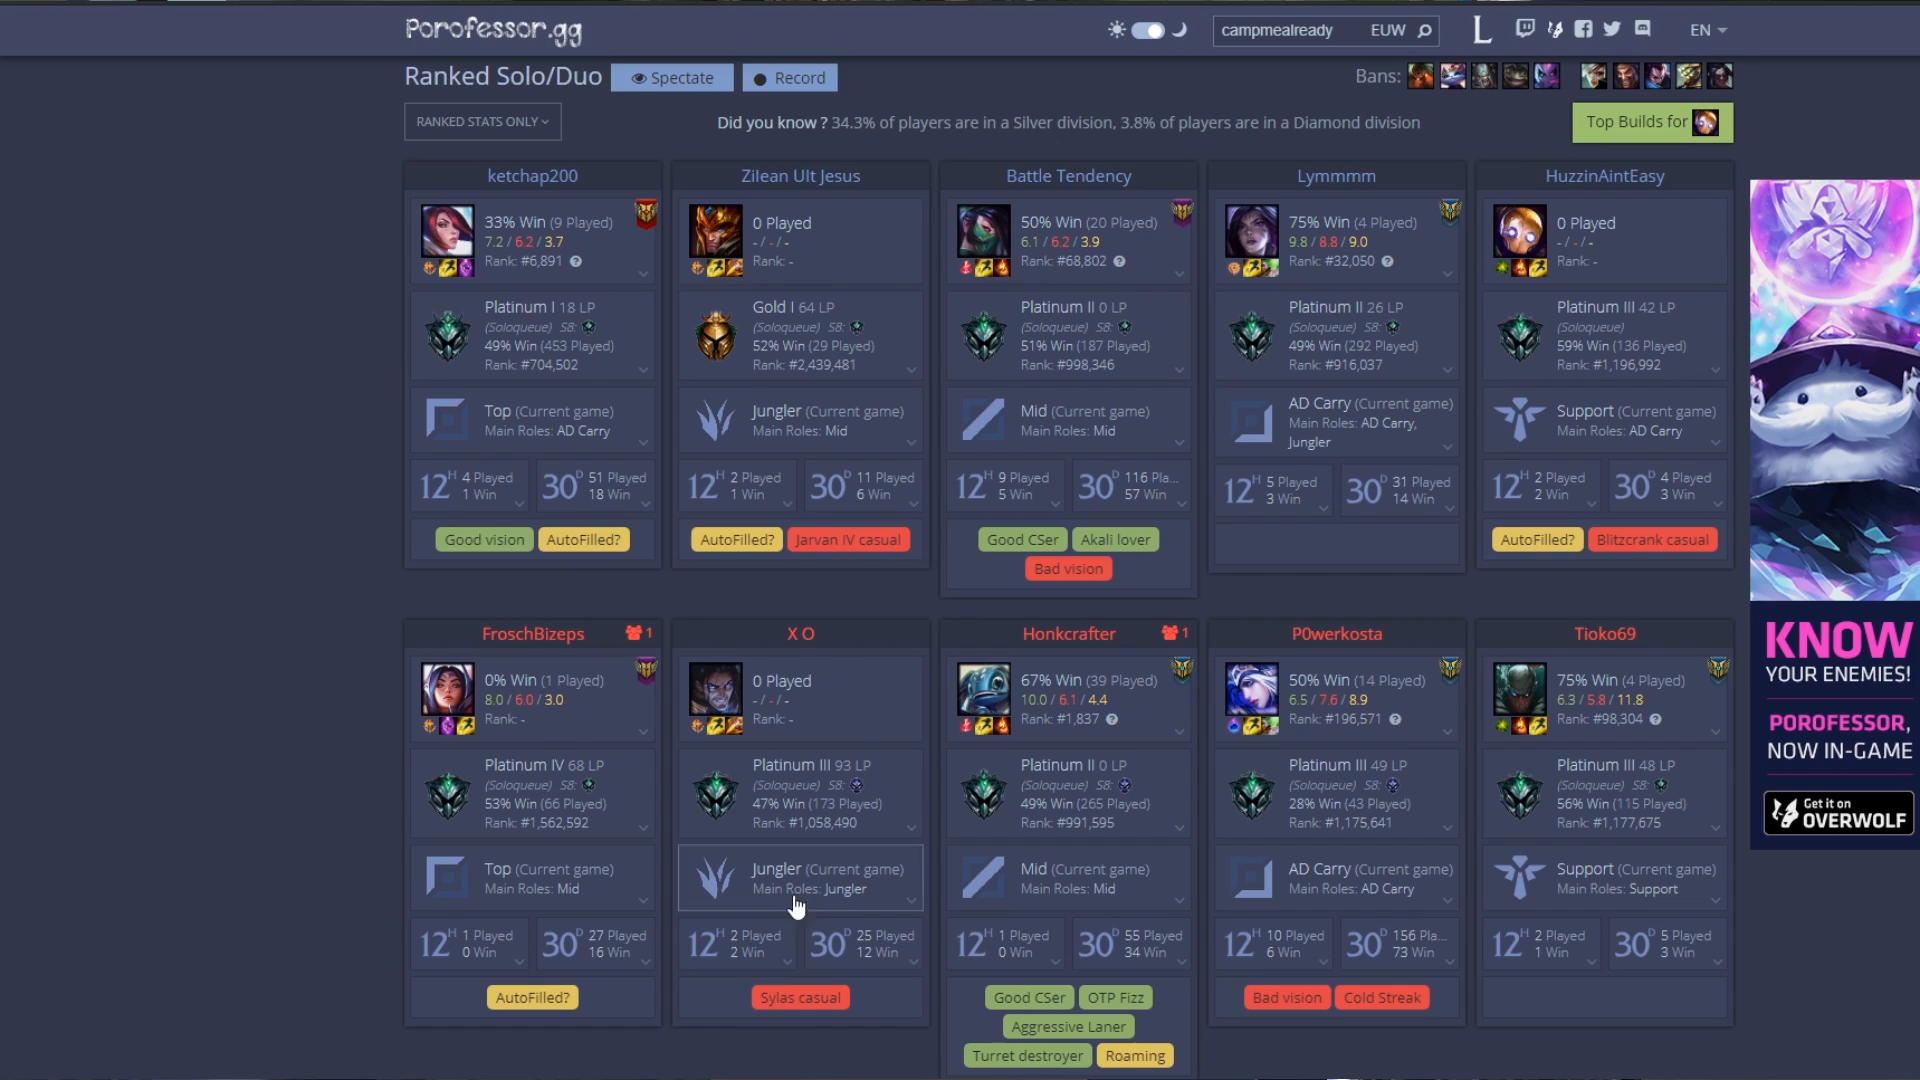 Porofessor.gg
campmealready EUW
EN
Ranked Solo/Duo
Spectate
Record
Bans:
RANKED STATS ONLY
Did you know ? 34.3% of players are in a Silver division, 3.8% of players are in a Diamond division
Top Builds for
ketchap200
33% Win (9 Played)
7.2 / 6.2 / 3.7
Rank: #6,891
Platinum I 18 LP
(Soloqueue) S8:
49% Win (453 Played)
Rank: #704,502
Top (Current game)
Main Roles: AD Carry
12H 4 Played
1 Win
30D 51 Played
18 Win
Good vision
AutoFilled?
Zilean Ult Jesus
0 Played
- / - / -
Rank: -
Gold I 64 LP
(Soloqueue) S8:
52% Win (29 Played)
Rank: #2,439,481
Jungler (Current game)
Main Roles: Mid
12H 2 Played
1 Win
30D 11 Played
6 Win
AutoFilled?
Jarvan IV casual
Battle Tendency
50% Win (20 Played)
6.1 / 6.2 / 3.9
Rank: #68,802
Platinum II 0 LP
(Soloqueue) S8:
51% Win (187 Played)
Rank: #998,346
Mid (Current game)
Main Roles: Mid
12H 9 Played
5 Win
30D 116 Pla...
57 Win
Good CSer
Akali lover
Bad vision
Lymmmm
75% Win (4 Played)
9.8 / 8.8 / 9.0
Rank: #32,050
Platinum II 26 LP
(Soloqueue) S8:
49% Win (292 Played)
Rank: #916,037
AD Carry (Current game)
Main Roles: AD Carry,
Jungler
12H 5 Played
3 Win
30D 31 Played
14 Win
HuzzinAintEasy
0 Played
- / - / -
Rank: -
Platinum III 42 LP
(Soloqueue)
59% Win (136 Played)
Rank: #1,196,992
Support (Current game)
Main Roles: AD Carry
12H 2 Played
2 Win
30D 4 Played
3 Win
AutoFilled?
Blitzcrank casual
FroschBizeps 1
0% Win (1 Played)
8.0 / 6.0 / 3.0
Rank: -
Platinum IV 68 LP
(Soloqueue) S8:
53% Win (66 Played)
Rank: #1,562,592
Top (Current game)
Main Roles: Mid
12H 1 Played
0 Win
30D 27 Played
16 Win
AutoFilled?
X O
0 Played
- / - / -
Rank: -
Platinum III 93 LP
(Soloqueue) S8:
47% Win (173 Played)
Rank: #1,058,490
Jungler (Current game)
Main Roles: Jungler
12H 2 Played
2 Win
30D 25 Played
12 Win
Sylas casual
Honkcrafter 1
67% Win (39 Played)
10.0 / 6.1 / 4.4
Rank: #1,837
Platinum II 0 LP
(Soloqueue) S8:
49% Win (265 Played)
Rank: #991,595
Mid (Current game)
Main Roles: Mid
12H 1 Played
0 Win
30D 55 Played
34 Win
Good CSer
OTP Fizz
Aggressive Laner
Turret destroyer
Roaming
P0werkosta
50% Win (14 Played)
6.5 / 7.6 / 8.9
Rank: #196,571
Platinum III 49 LP
(Soloqueue) S8:
28% Win (43 Played)
Rank: #1,175,641
AD Carry (Current game)
Main Roles: AD Carry
12H 10 Played
6 Win
30D 156 Pla...
73 Win
Bad vision
Cold Streak
Tioko69
75% Win (4 Played)
6.3 / 5.8 / 11.8
Rank: #98,304
Platinum III 48 LP
(Soloqueue) S8:
56% Win (115 Played)
Rank: #1,177,675
Support (Current game)
Main Roles: Support
12H 2 Played
1 Win
30D 5 Played
3 Win
KNOW
YOUR ENEMIES!
POROFESSOR,
NOW IN-GAME
Get it on
OVERWOLF